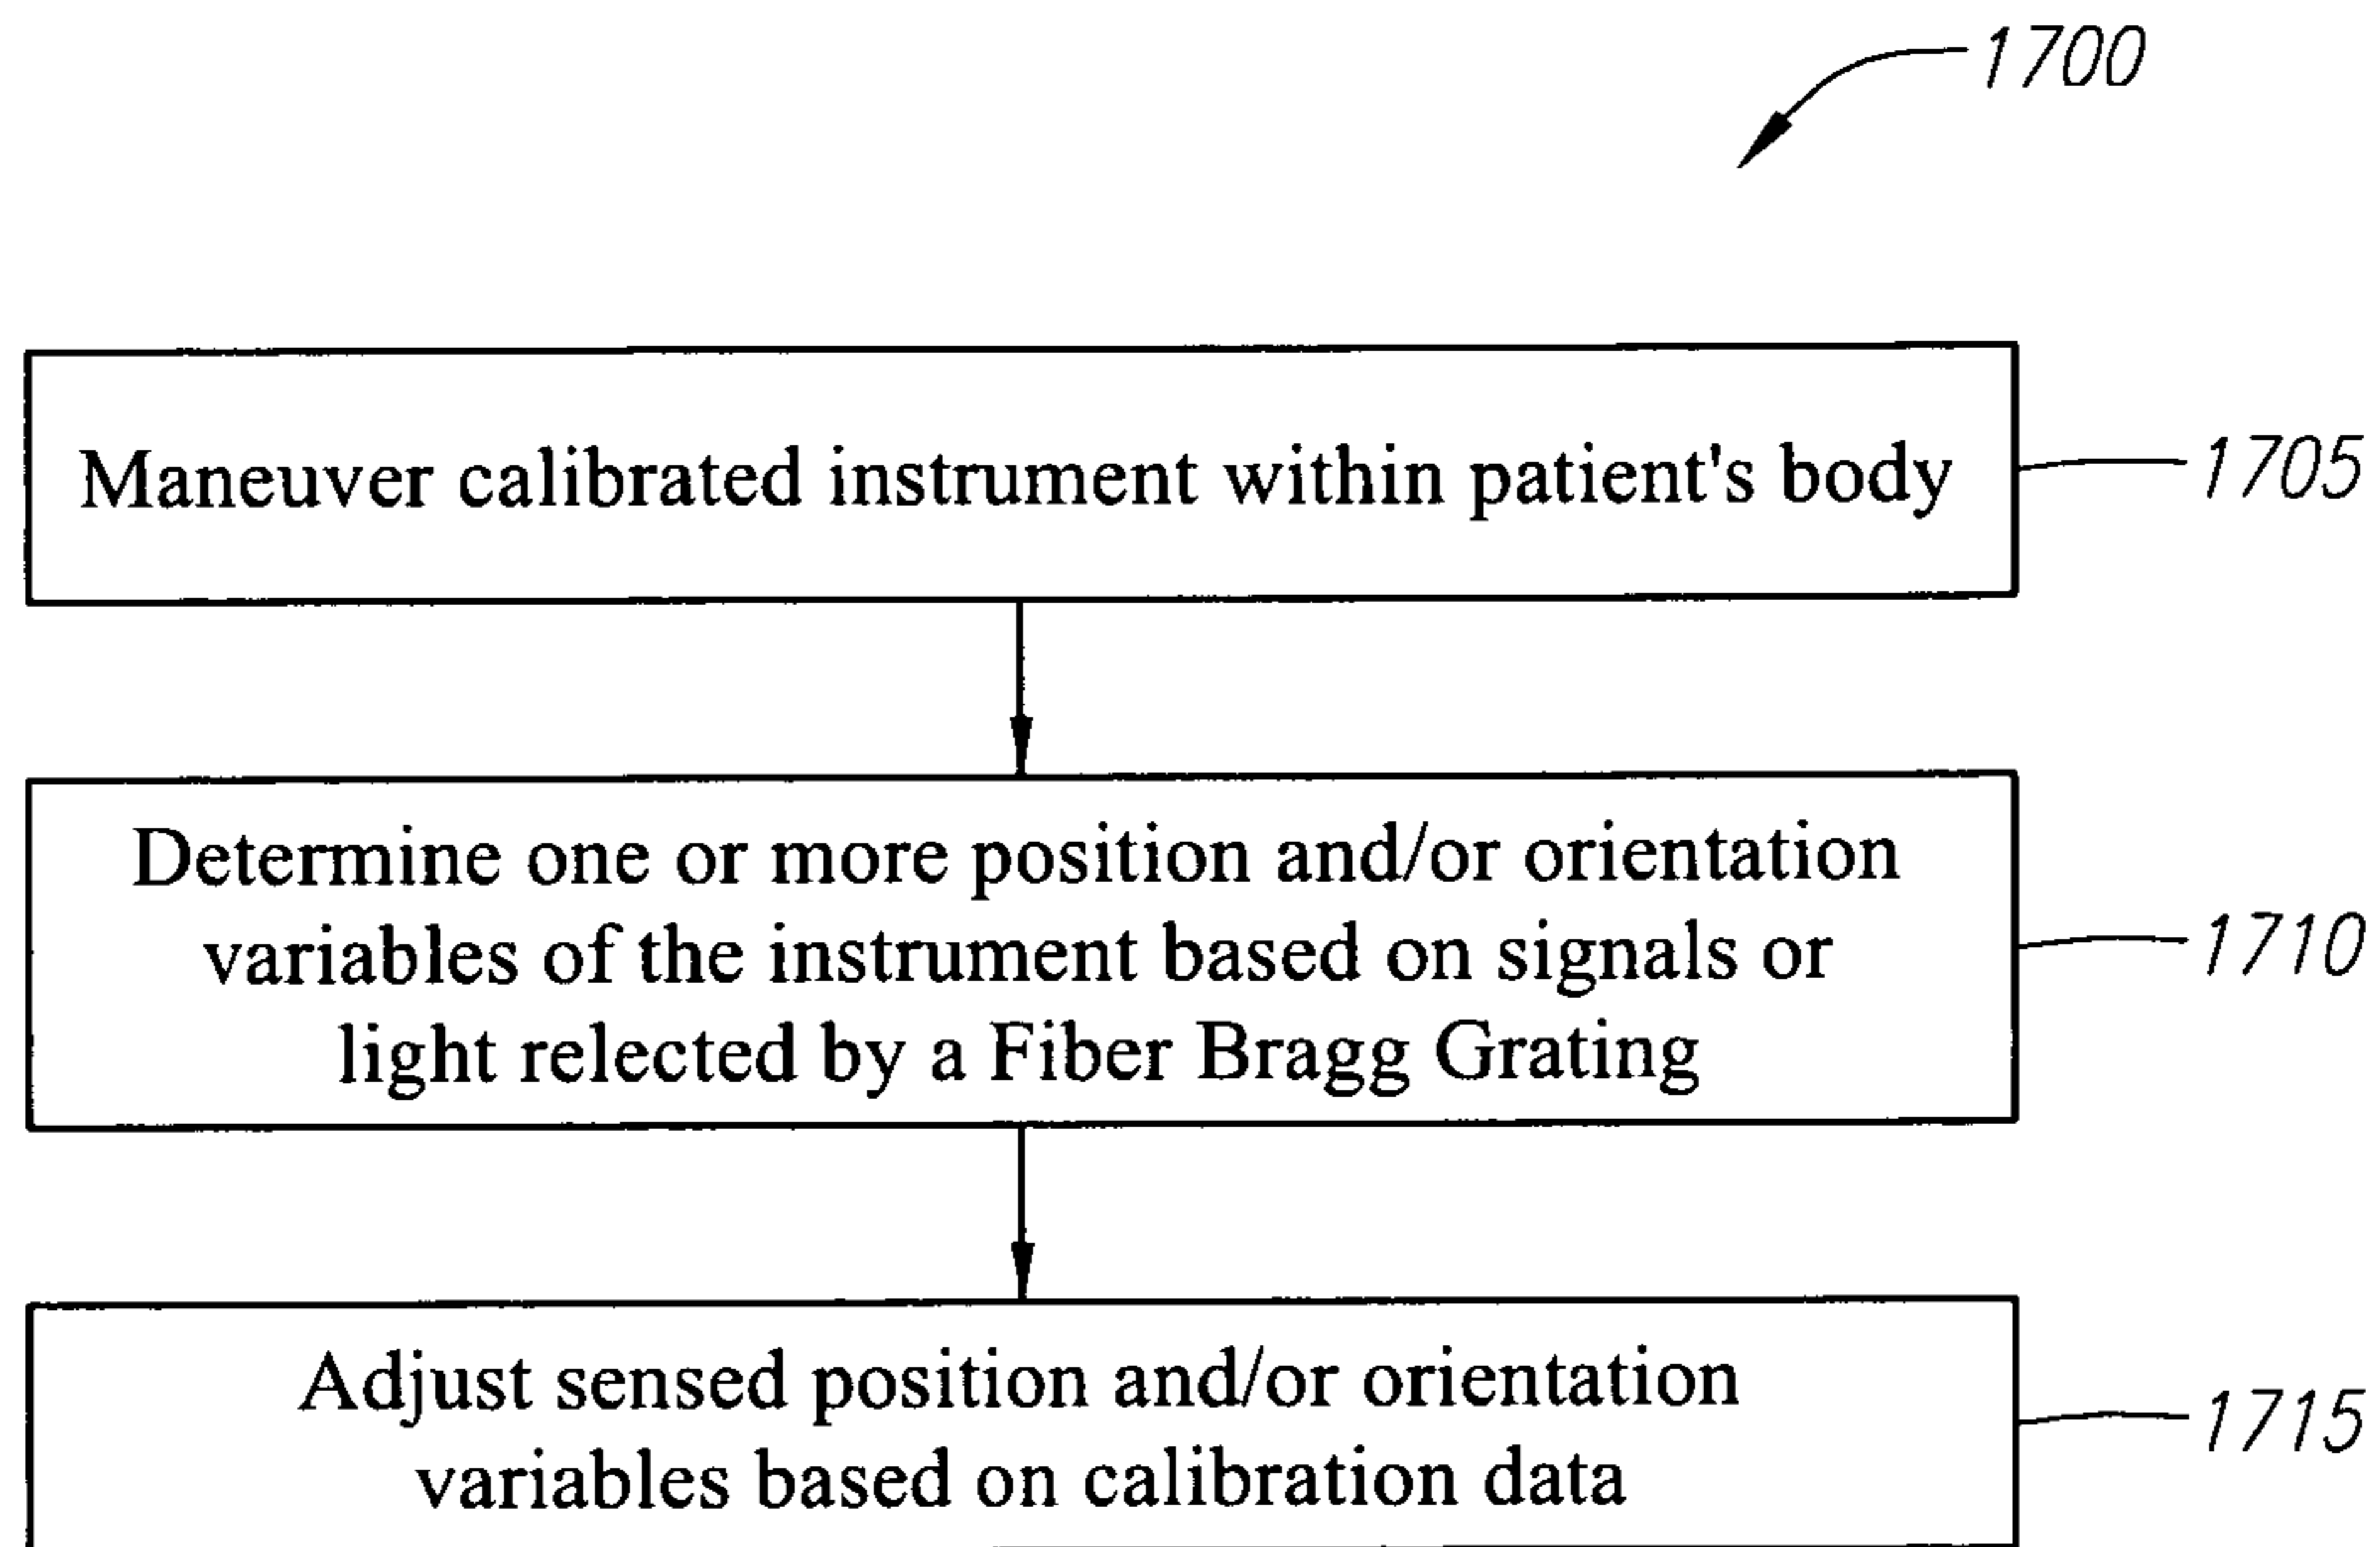 1700
Maneuver calibrated instrument within patient's body
1705
Determine one or more position and/or orientation
variables of the instrument based on signals or
light relected by a Fiber Bragg Grating
1710
Adjust sensed position and/or orientation
variables based on calibration data
1715